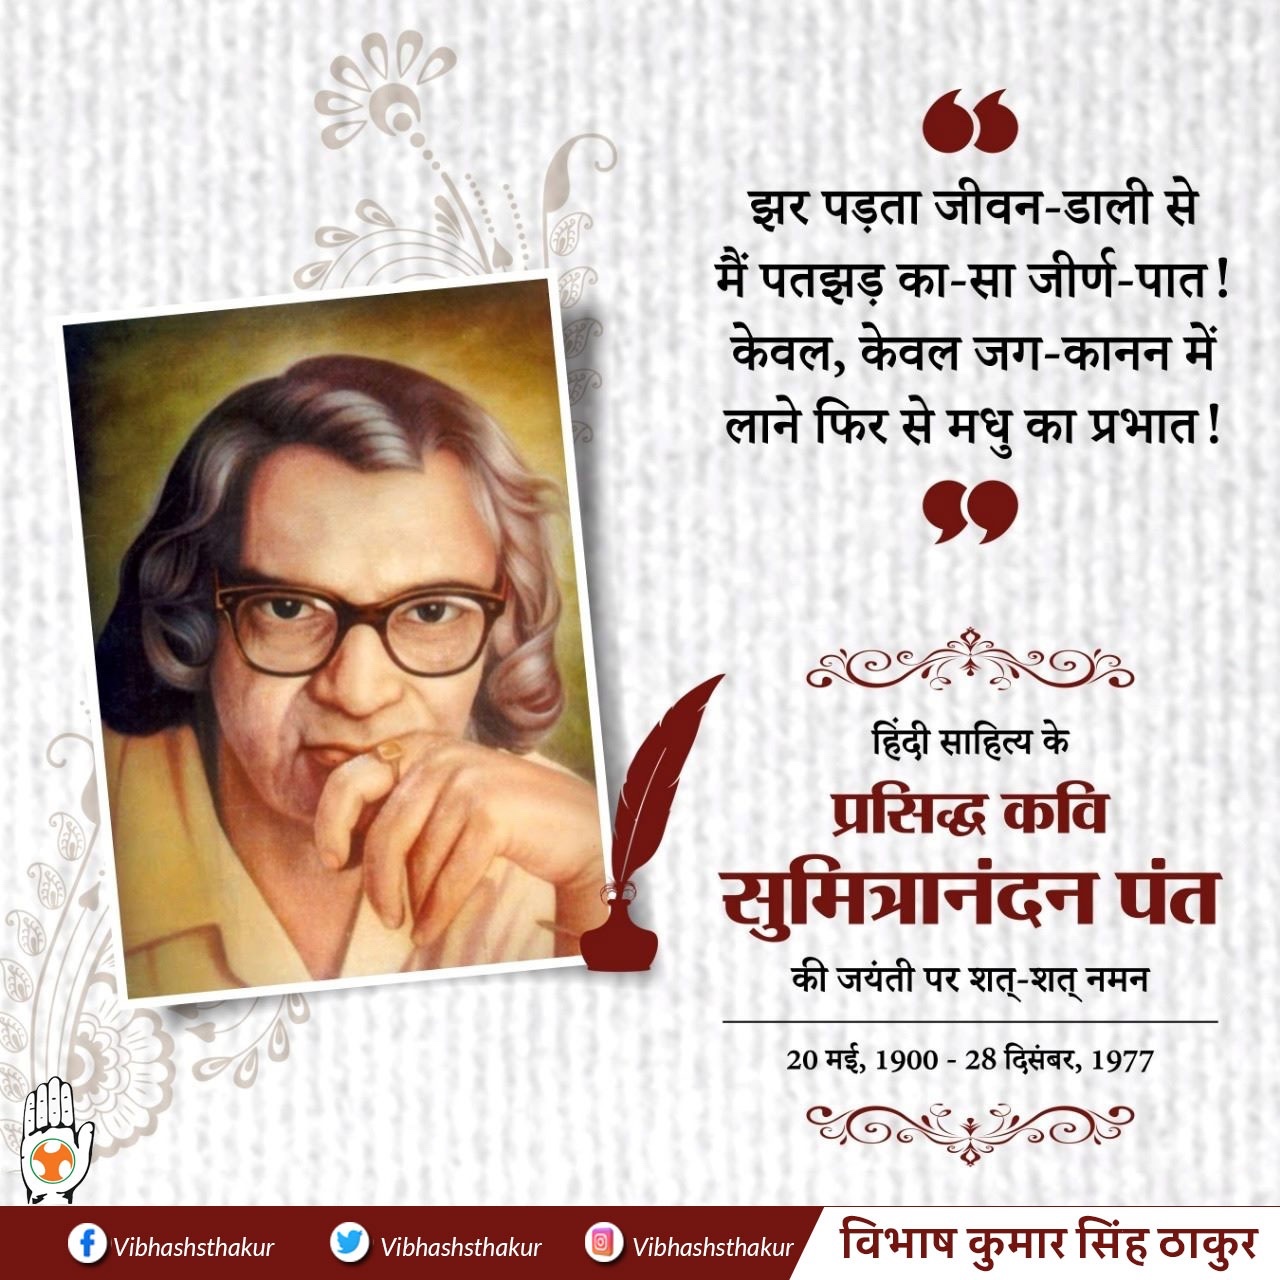 झर पड़ता जीवन-डाली से
मैं पतझड़ का-सा जीर्ण-पात!
केवल, केवल जग-कानन में
लाने फिर से मधु का प्रभात!
हिंदी साहित्य के
प्रसिद्ध कवि
सुमित्रानंदन पंत
की जयंती पर शत्-शत् नमन
20 मई, 1900 - 28 दिसंबर, 1977
Vibhashsthakur Vibhashsthakur Vibhashsthakur विभाष कुमार सिंह ठाकुर